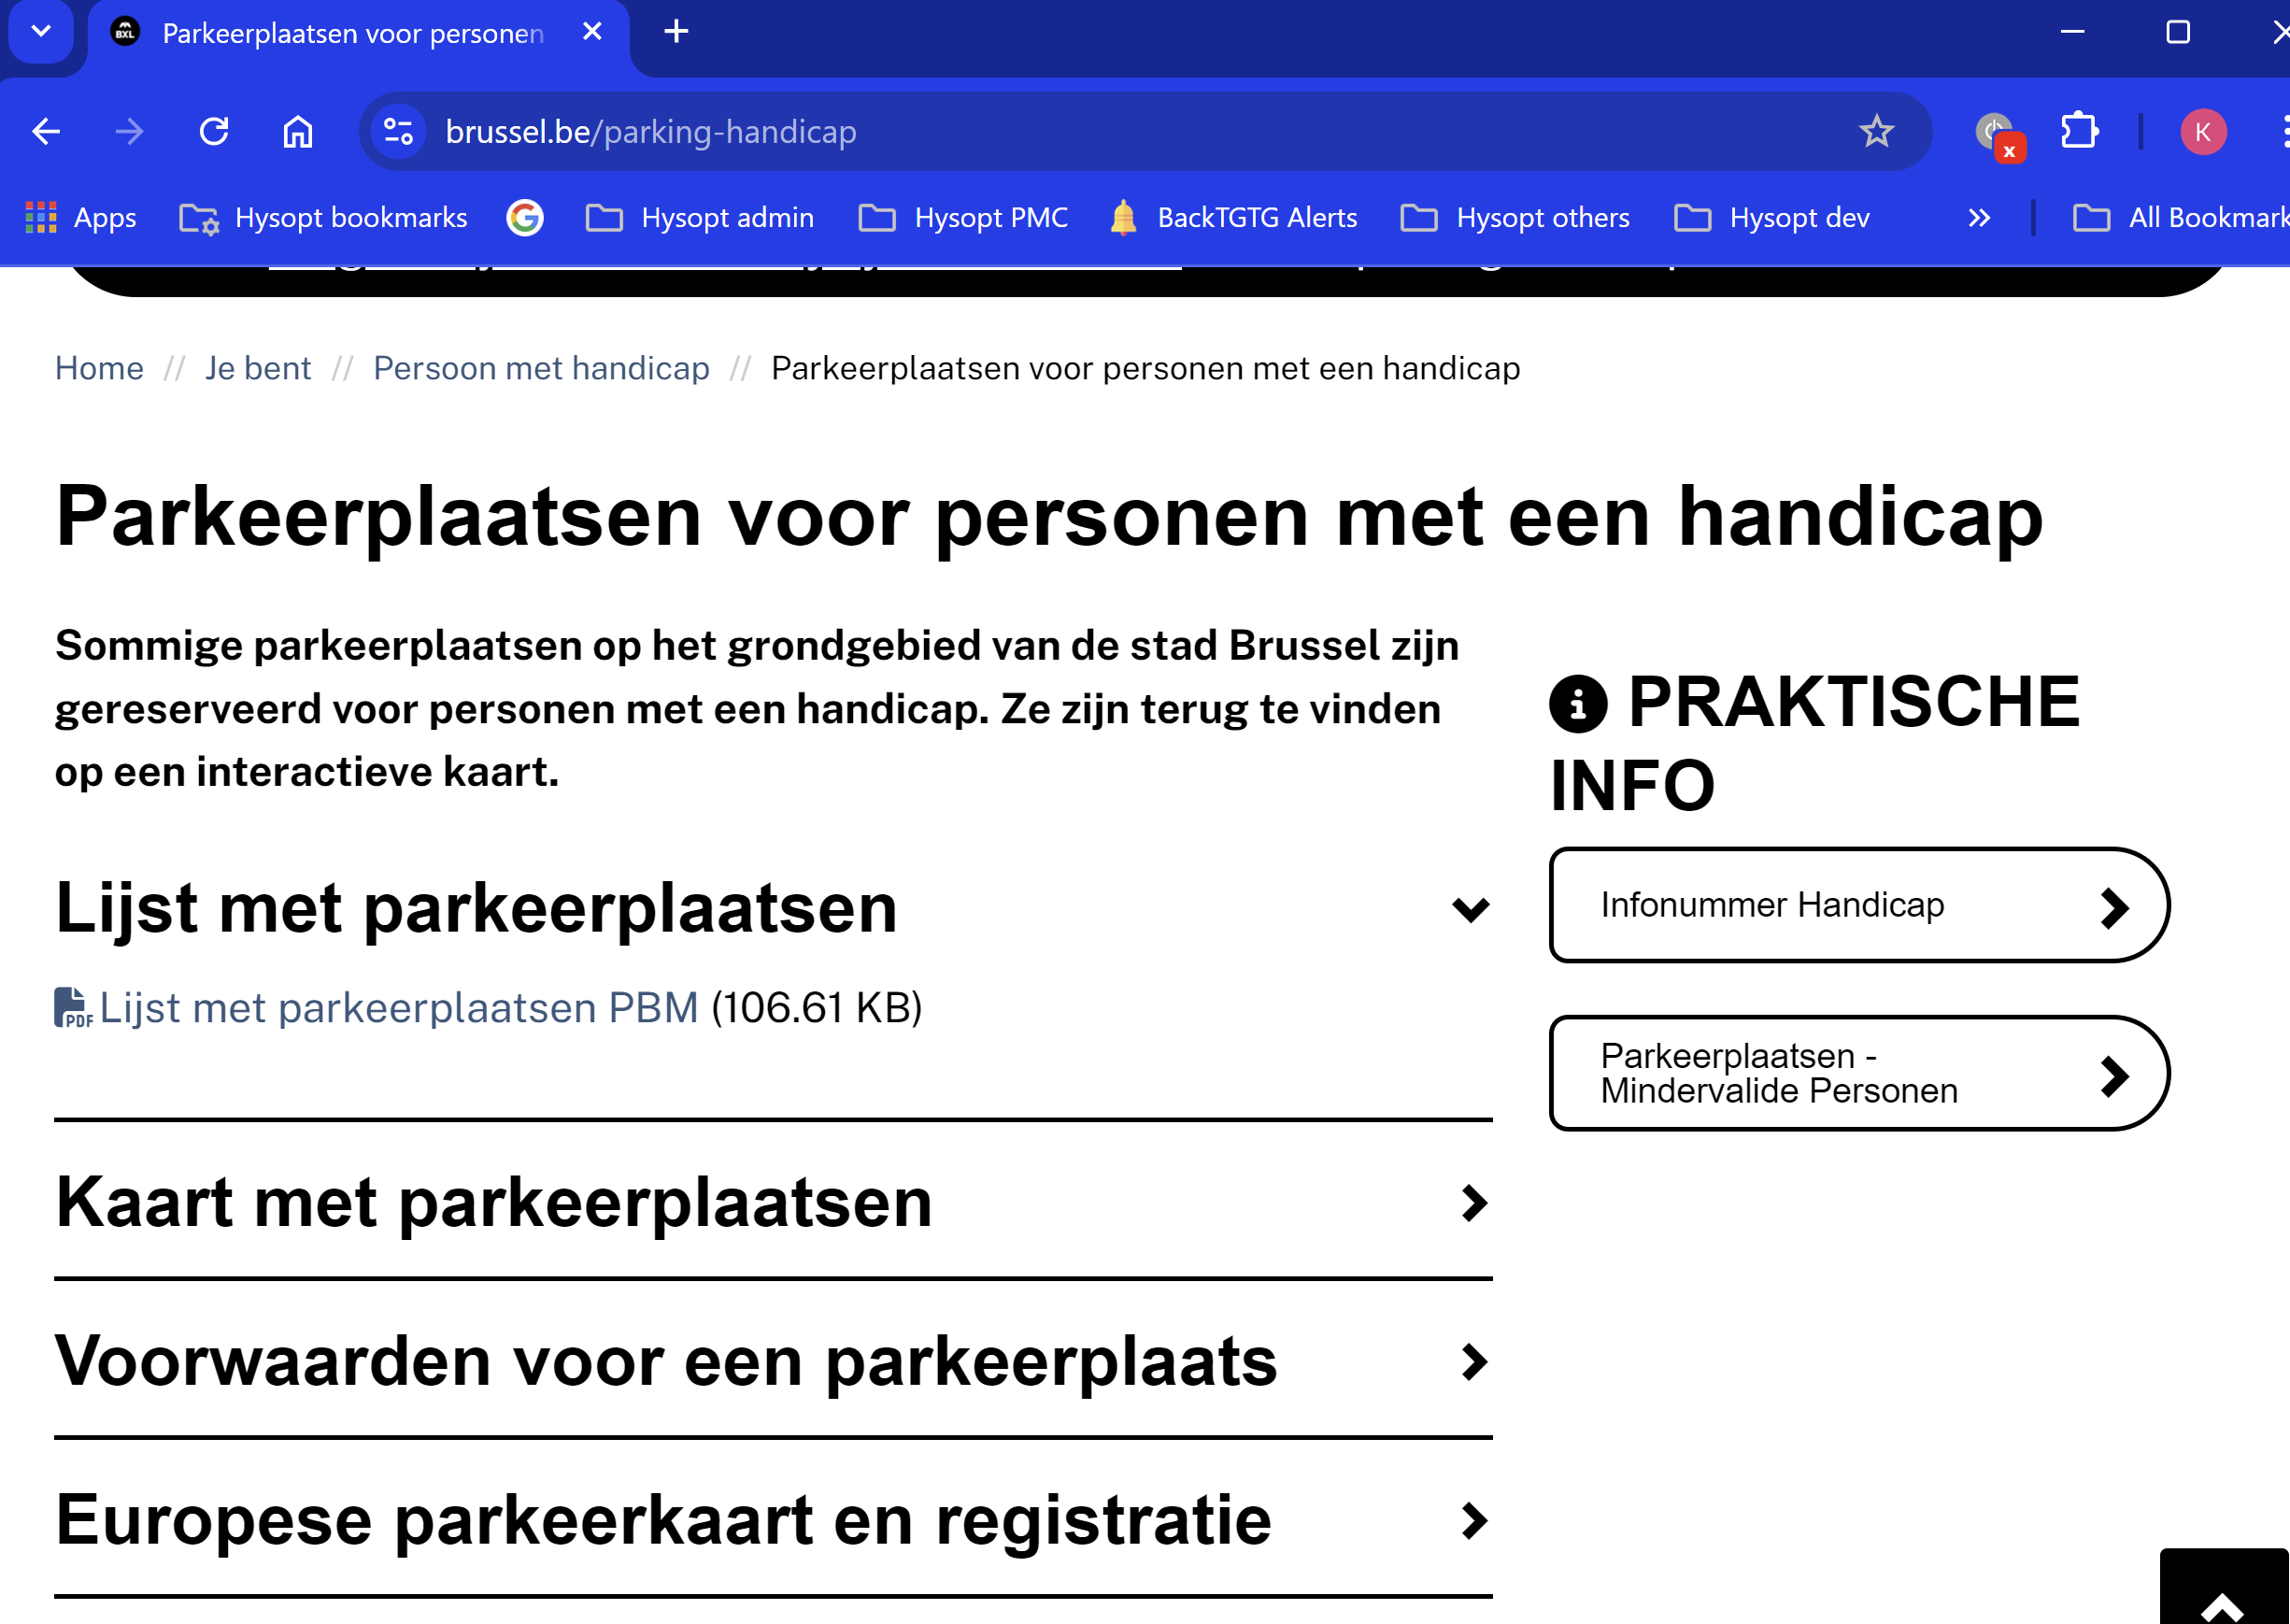 BXL
Parkeerplaatsen voor personen
brussel.be/parking-handicap
x
K
Apps
Hysopt bookmarks
Hysopt admin
Hysopt PMC
BackTGTG Alerts
Hysopt others
Hysopt dev
All Bookmark
Home // Je bent // Persoon met handicap // Parkeerplaatsen voor personen met een handicap
Parkeerplaatsen voor personen met een handicap
Sommige parkeerplaatsen op het grondgebied van de stad Brussel zijn
gereserveerd voor personen met een handicap. Ze zijn terug te vinden
op een interactieve kaart.
Lijst met parkeerplaatsen
PDF Lijst met parkeerplaatsen PBM (106.61 KB)
Kaart met parkeerplaatsen
Voorwaarden voor een parkeerplaats
Europese parkeerkaart en registratie
PRAKTISCHE
INFO
Infonummer Handicap
Parkeerplaatsen -
Mindervalide Personen